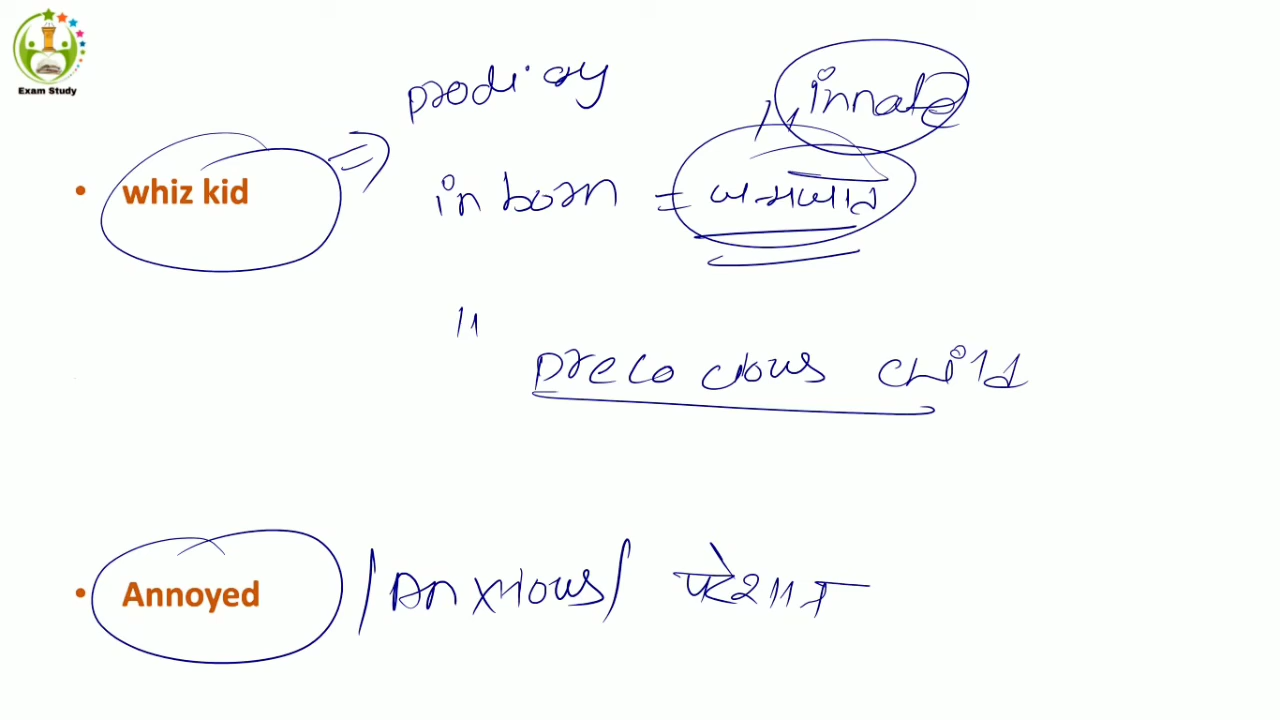 Exam Study
prodigy
innate
• whiz kid ⇒ inborn = जन्मजात
precocious child
• Annoyed /Anxious/ परेशान